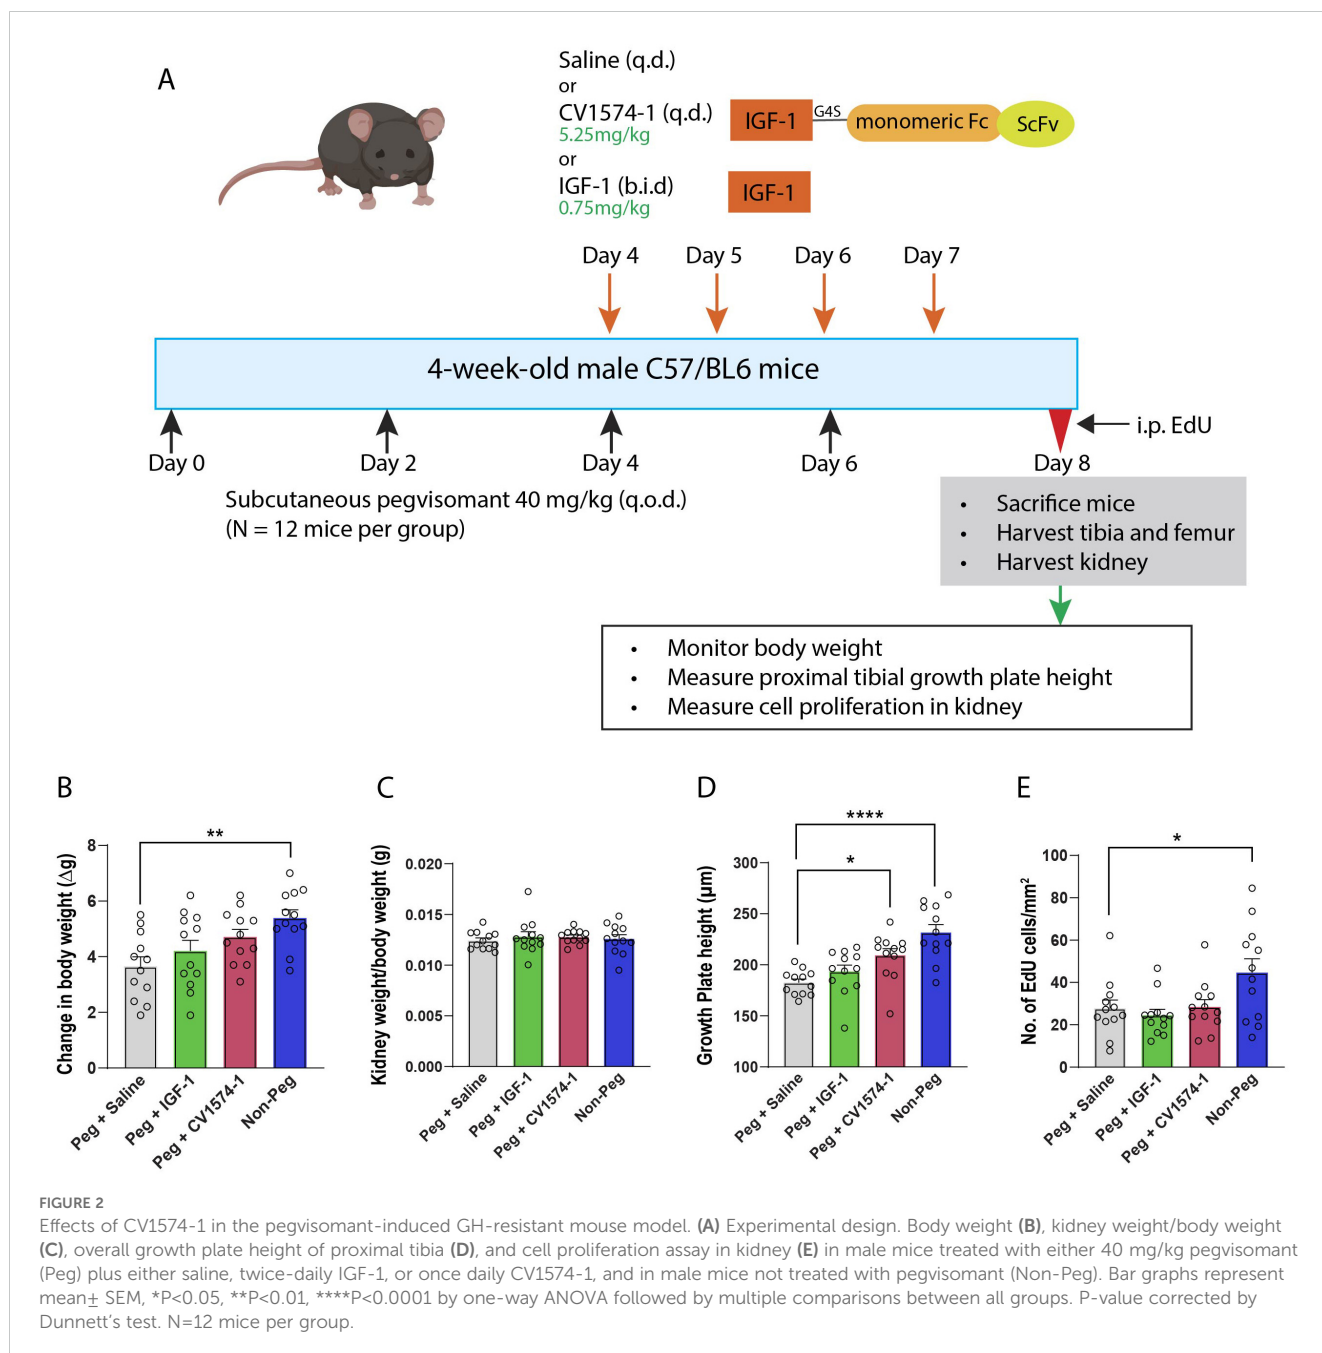 A
Saline (q.d.)
or
CV1574-1 (q.d.)
5.25mg/kg
or
IGF-1 (b.i.d)
0.75mg/kg
IGF-1
G4S
monomeric Fc
ScFv
IGF-1
Day 4
Day 5
Day 6
Day 7
4-week-old male C57/BL6 mice
i.p. EdU
Day 0
Day 2
Day 4
Day 6
Day 8
Subcutaneous pegvisomant 40 mg/kg (q.o.d.)
(N = 12 mice per group)
• Sacrifice mice
• Harvest tibia and femur
• Harvest kidney
• Monitor body weight
• Measure proximal tibial growth plate height
• Measure cell proliferation in kidney
B
Change in body weight (Δg)
8
6
4
2
0
**
Peg + Saline
Peg + IGF-1
Peg + CV1574-1
Non-Peg
C
Kidney weight/body weight (g)
0.020
0.015
0.010
0.005
0.000
Peg + Saline
Peg + IGF-1
Peg + CV1574-1
Non-Peg
D
Growth Plate height (μm)
300
250
200
150
100
****
*
Peg + Saline
Peg + IGF-1
Peg + CV1574-1
Non-Peg
E
No. of EdU cells/mm²
100
80
60
40
20
0
*
Peg + Saline
Peg + IGF-1
Peg + CV1574-1
Non-Peg
FIGURE 2
Effects of CV1574-1 in the pegvisomant-induced GH-resistant mouse model. (A) Experimental design. Body weight (B), kidney weight/body weight
(C), overall growth plate height of proximal tibia (D), and cell proliferation assay in kidney (E) in male mice treated with either 40 mg/kg pegvisomant
(Peg) plus either saline, twice-daily IGF-1, or once daily CV1574-1, and in male mice not treated with pegvisomant (Non-Peg). Bar graphs represent
mean± SEM, *P<0.05, **P<0.01, ****P<0.0001 by one-way ANOVA followed by multiple comparisons between all groups. P-value corrected by
Dunnett's test. N=12 mice per group.